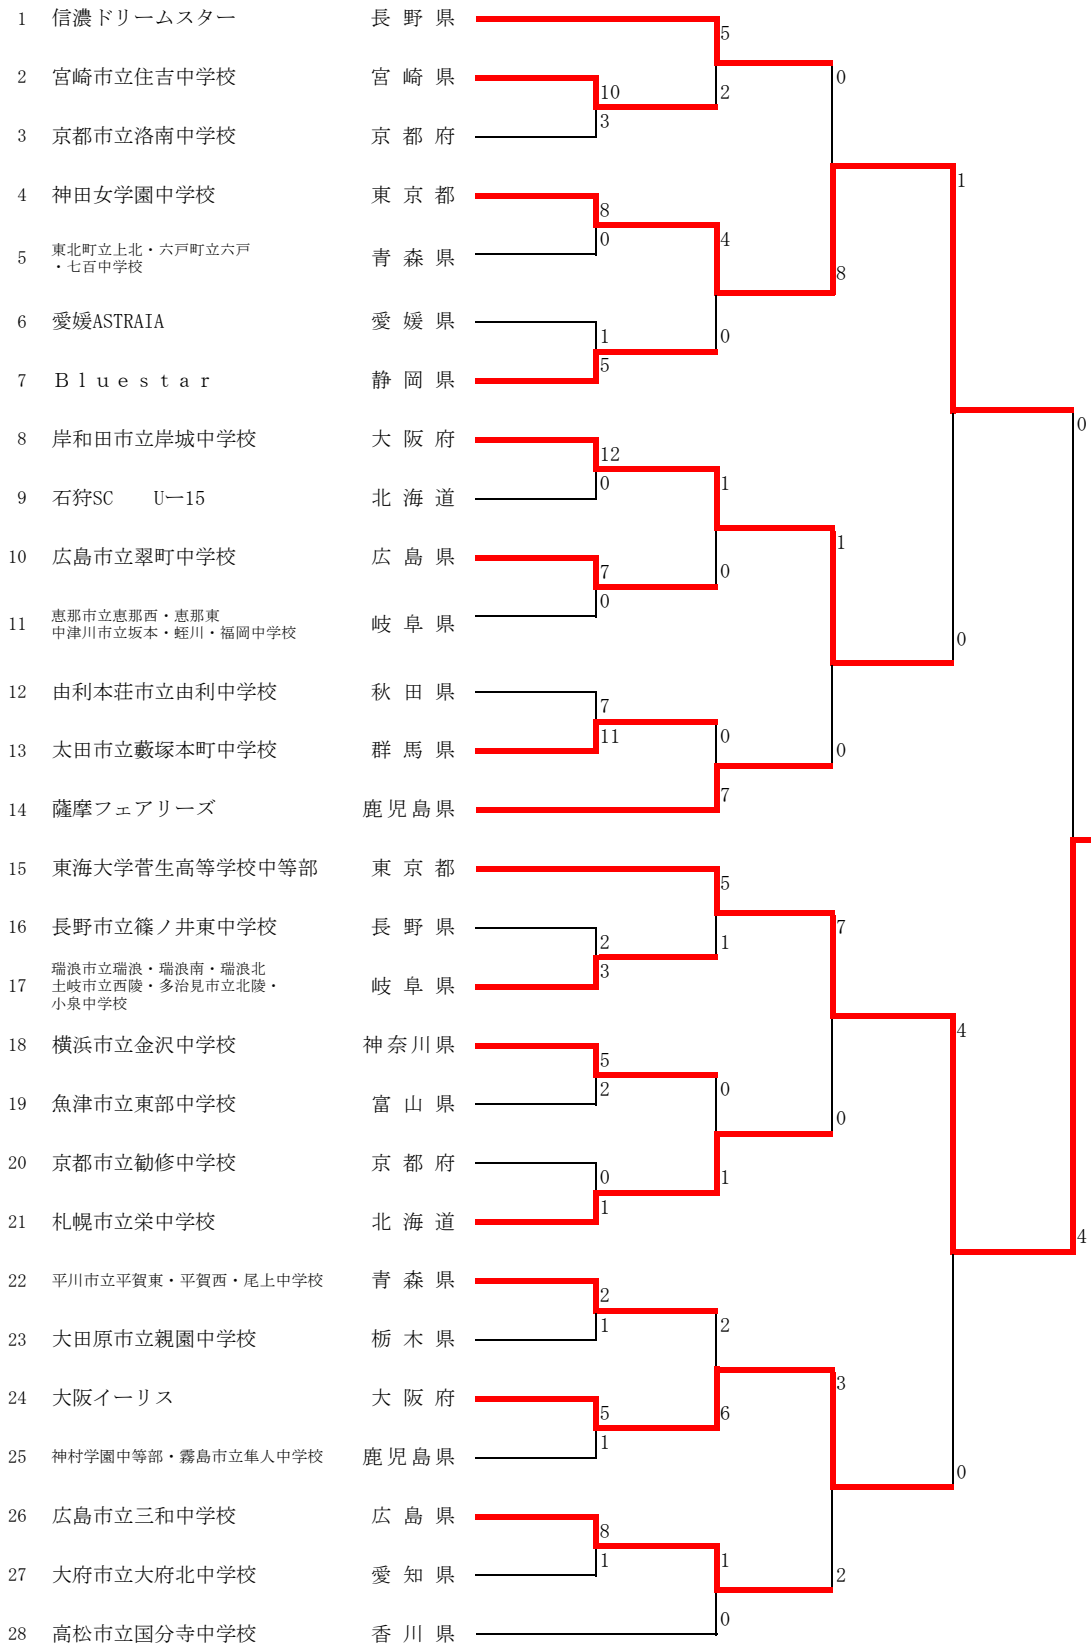 1 信濃ドリームスター 長野県
5
2 宮崎市立住吉中学校 宮崎県
0
10
2
3
3 京都市立洛南中学校 京都府
1
4 神田女学園中学校 東京都
8
0
4
5 東北町立上北・六戸町立六戸
・七百中学校 青森県
8
6 愛媛ASTRAIA 愛媛県
1
0
5
7 Ｂｌｕｅｓｔａｒ 静岡県
0
8 岸和田市立岸城中学校 大阪府
12
0
1
9 石狩SC Uー15 北海道
1
10 広島市立翠町中学校 広島県
7
0
0
11 恵那市立恵那西・恵那東
中津川市立坂本・蛭川・福岡中学校 岐阜県
0
12 由利本荘市立由利中学校 秋田県
7
11
0
13 太田市立藪塚本町中学校 群馬県
0
7
14 薩摩フェアリーズ 鹿児島県
15 東海大学菅生高等学校中等部 東京都
5
16 長野市立篠ノ井東中学校 長野県
7
2
1
3
17 瑞浪市立瑞浪・瑞浪南・瑞浪北
土岐市立西陵・多治見市立北陵・
小泉中学校 岐阜県
4
18 横浜市立金沢中学校 神奈川県
5
2
0
19 魚津市立東部中学校 富山県
0
20 京都市立勧修中学校 京都府
0
1
1
21 札幌市立栄中学校 北海道
4
22 平川市立平賀東・平賀西・尾上中学校 青森県
2
1
2
23 大田原市立親園中学校 栃木県
3
24 大阪イーリス 大阪府
5
6
1
25 神村学園中等部・霧島市立隼人中学校 鹿児島県
0
26 広島市立三和中学校 広島県
8
1
1
27 大府市立大府北中学校 愛知県
2
0
28 高松市立国分寺中学校 香川県